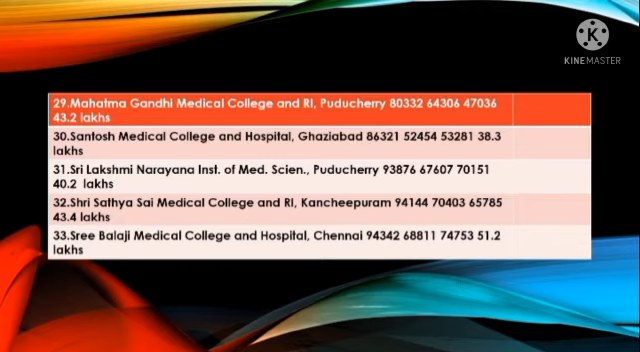 K
KINEMASTER
29.Mahatma Gandhi Medical College and RI, Puducherry 80332 64306 47036
43.2 lakhs
30.Santosh Medical College and Hospital, Ghaziabad 86321 52454 53281 38.3
lakhs
31.Sri Lakshmi Narayana Inst. of Med. Scien., Puducherry 93876 67607 70151
40.2 lakhs
32.Shri Sathya Sai Medical College and RI, Kancheepuram 94144 70403 65785
43.4 lakhs
33.Sree Balaji Medical College and Hospital, Chennai 94342 68811 74753 51.2
lakhs